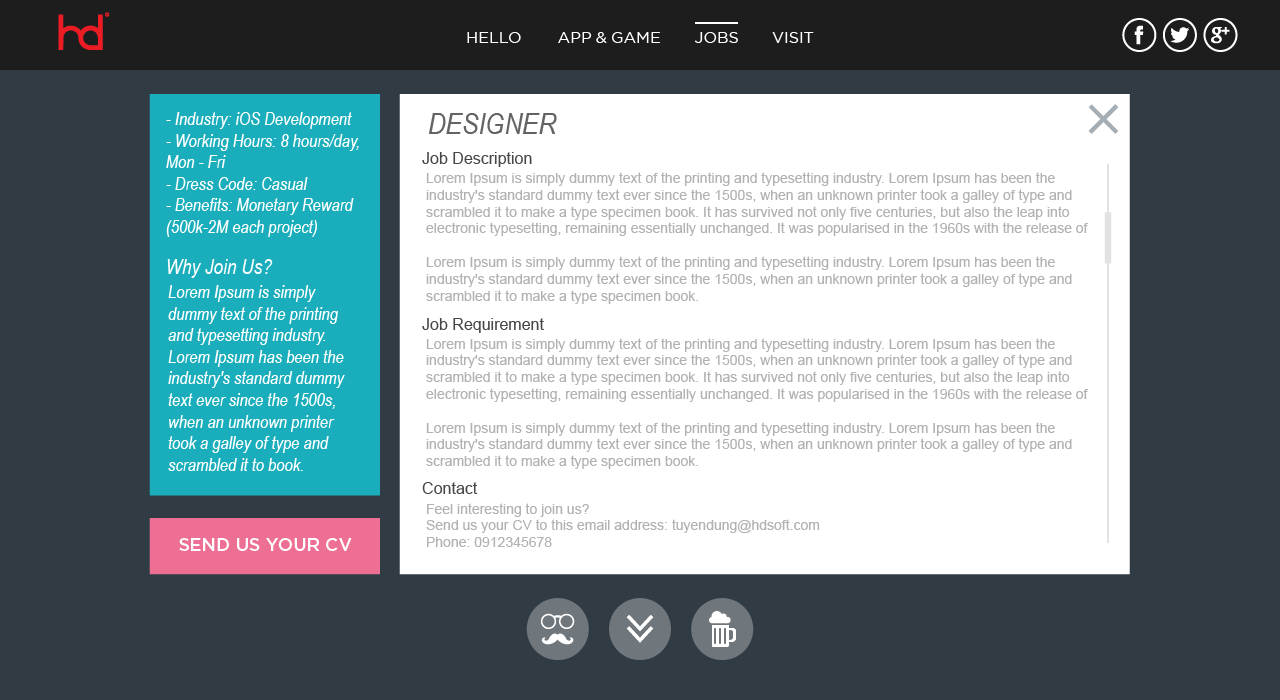 hd
HELLO
APP & GAME
JOBS
VISIT
- Industry: iOS Development
- Working Hours: 8 hours/day,
Mon - Fri
- Dress Code: Casual
- Benefits: Monetary Reward
(500k-2M each project)
Why Join Us?
Lorem Ipsum is simply
dummy text of the printing
and typesetting industry.
Lorem Ipsum has been the
industry's standard dummy
text ever since the 1500s,
when an unknown printer
took a galley of type and
scrambled it to book.
SEND US YOUR CV
DESIGNER
Job Description
Lorem Ipsum is simply dummy text of the printing and typesetting industry. Lorem Ipsum has been the
industry's standard dummy text ever since the 1500s, when an unknown printer took a galley of type and
scrambled it to make a type specimen book. It has survived not only five centuries, but also the leap into
electronic typesetting, remaining essentially unchanged. It was popularised in the 1960s with the release of
Lorem Ipsum is simply dummy text of the printing and typesetting industry. Lorem Ipsum has been the
industry's standard dummy text ever since the 1500s, when an unknown printer took a galley of type and
scrambled it to make a type specimen book.
Job Requirement
Lorem Ipsum is simply dummy text of the printing and typesetting industry. Lorem Ipsum has been the
industry's standard dummy text ever since the 1500s, when an unknown printer took a galley of type and
scrambled it to make a type specimen book. It has survived not only five centuries, but also the leap into
electronic typesetting, remaining essentially unchanged. It was popularised in the 1960s with the release of
Lorem Ipsum is simply dummy text of the printing and typesetting industry. Lorem Ipsum has been the
industry's standard dummy text ever since the 1500s, when an unknown printer took a galley of type and
scrambled it to make a type specimen book.
Contact
Feel interesting to join us?
Send us your CV to this email address: tuyendung@hdsoft.com
Phone: 0912345678